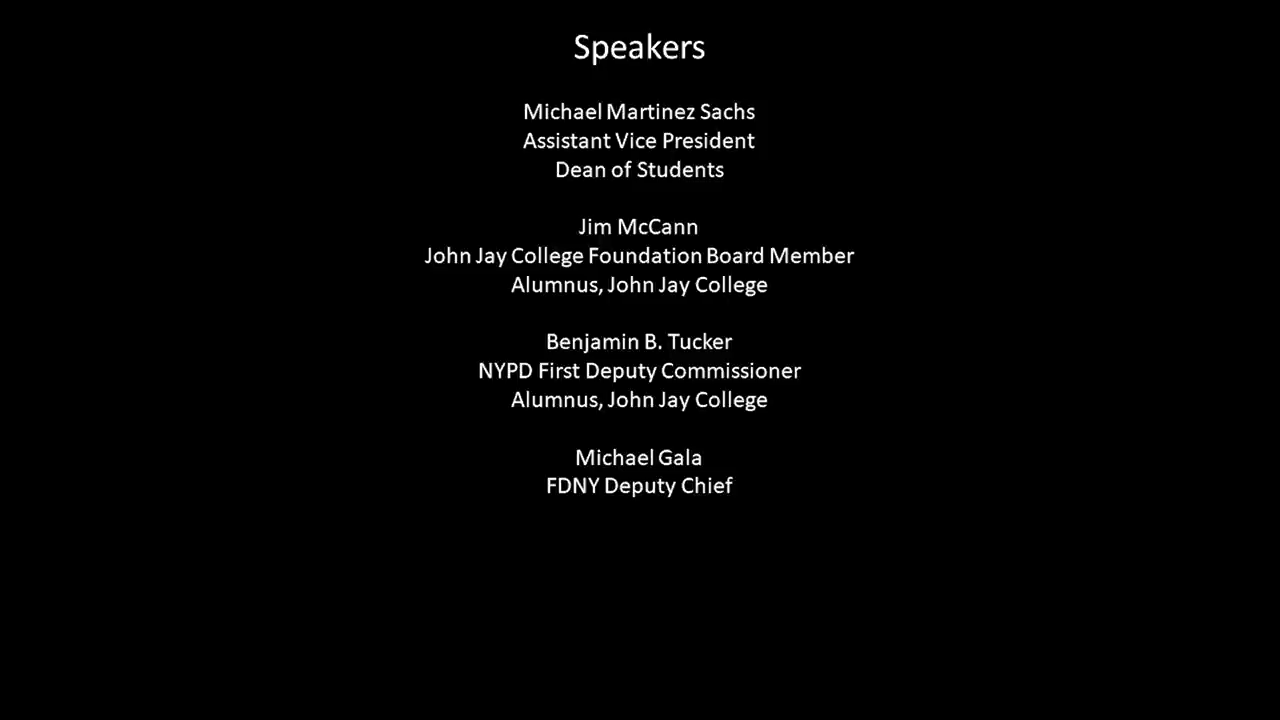 Speakers
Michael Martinez Sachs
Assistant Vice President
Dean of Students
Jim McCann
John Jay College Foundation Board Member
Alumnus, John Jay College
Benjamin B. Tucker
NYPD First Deputy Commissioner
Alumnus, John Jay College
Michael Gala
FDNY Deputy Chief